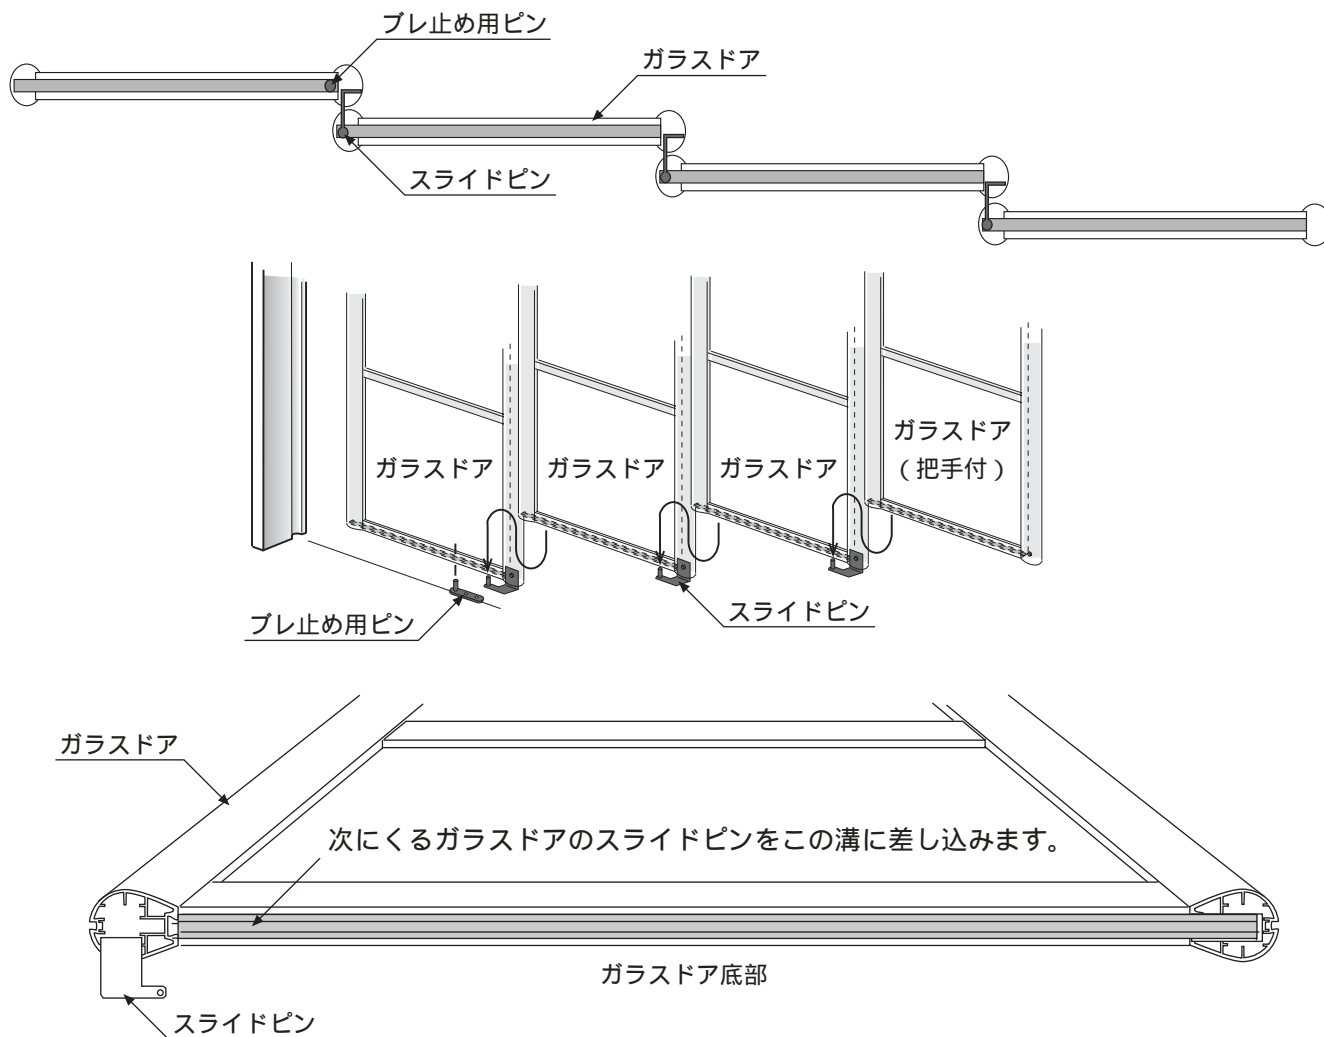 ブレ止め用ピン
ガラスドア
スライドピン
ガラスドア
ガラスドア
ガラスドア
ガラスドア
(把手付)
スライドピン
ブレ止め用ピン
ガラスドア
次にくるガラスドアのスライドピンをこの溝に差し込みます。
ガラスドア底部
スライドピン